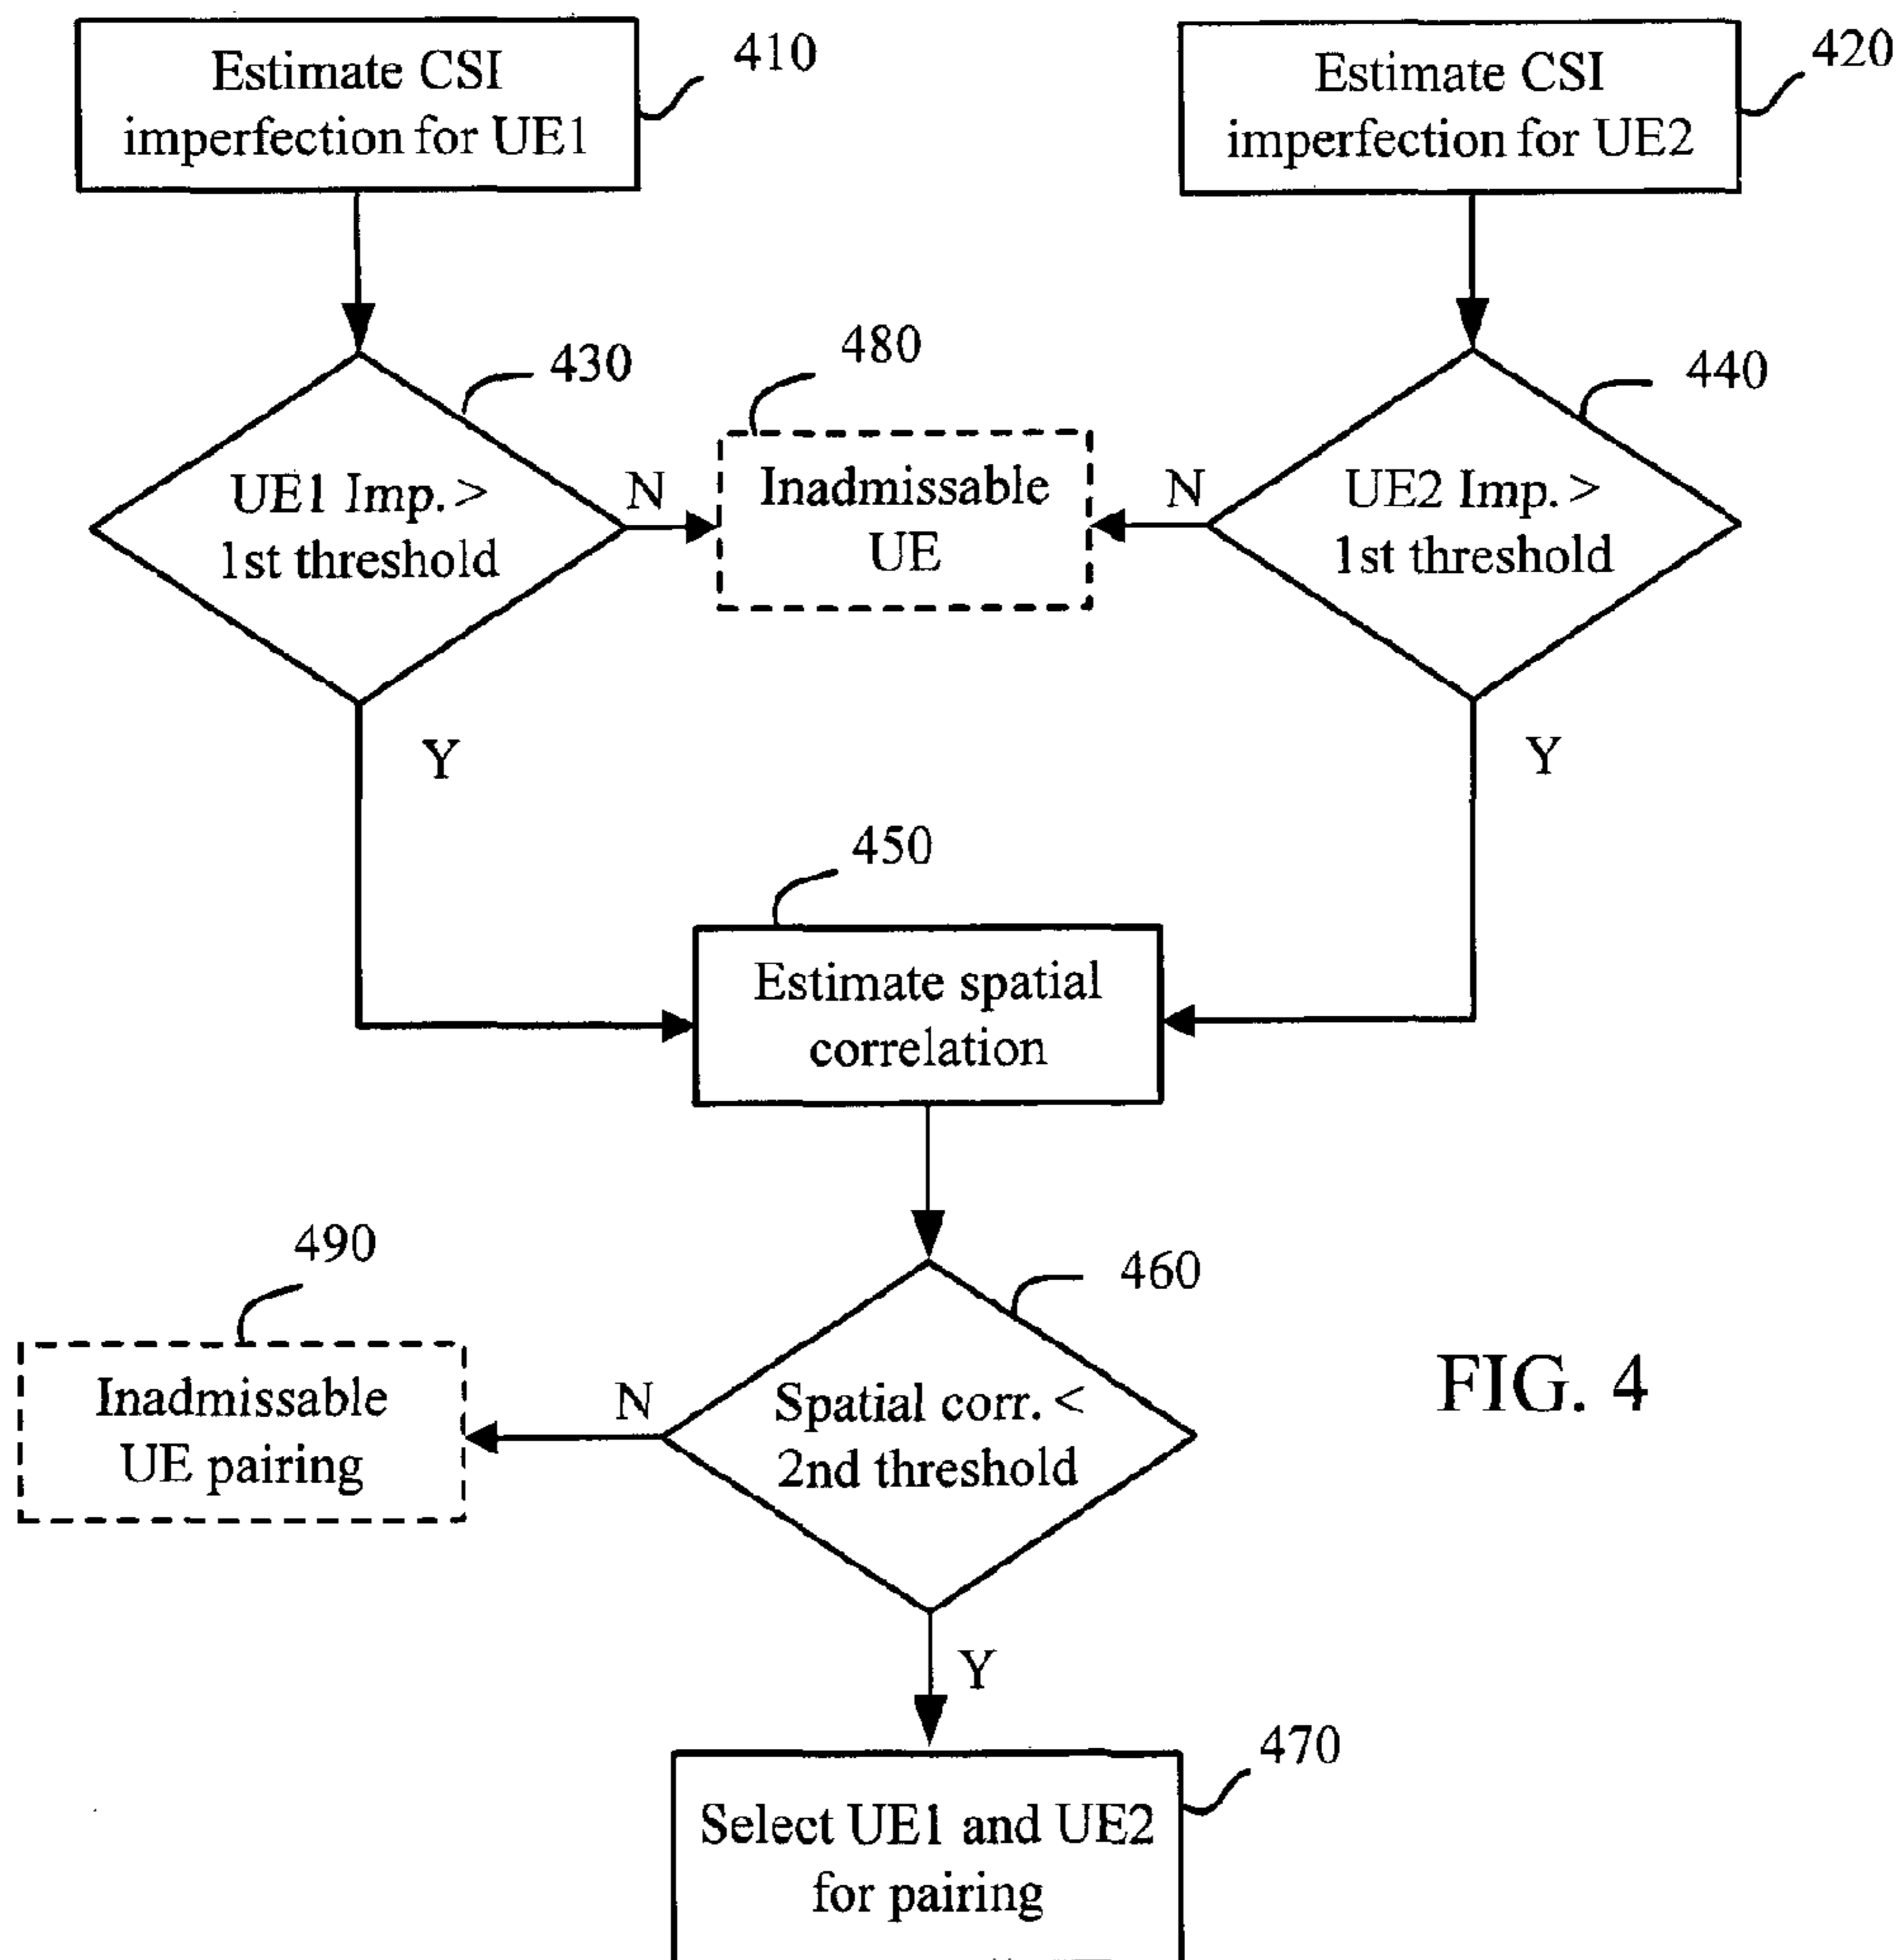 Estimate CSI
imperfection for UE1
410
Estimate CSI
imperfection for UE2
420
430
UE1 Imp. >
1st threshold
N
Y
480
Inadmissable
UE
440
UE2 Imp. >
1st threshold
N
Y
450
Estimate spatial
correlation
460
Spatial corr. <
2nd threshold
N
Y
490
Inadmissable
UE pairing
FIG. 4
470
Select UE1 and UE2
for pairing